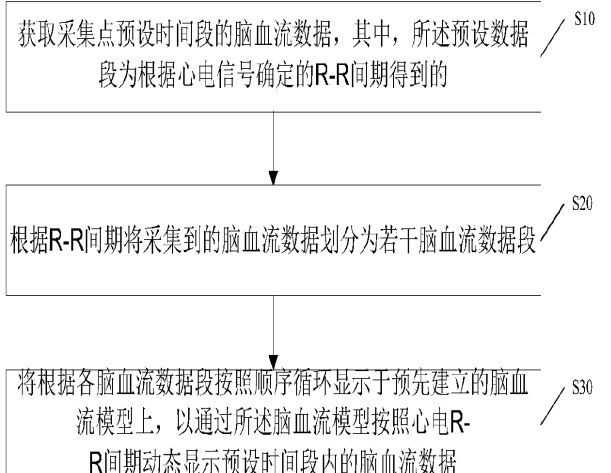 获取采集点预设时间段的脑血流数据，其中，所述预设数据
段为根据心电信号确定的R-R间期得到的
S10
根据R-R间期将采集到的脑血流数据划分为若干脑血流数据段
S20
将根据各脑血流数据段按照顺序循环显示于预先建立的脑血
流模型上，以通过所述脑血流模型按照心电R-
R间期动态显示预设时间段内的脑血流数据
S30